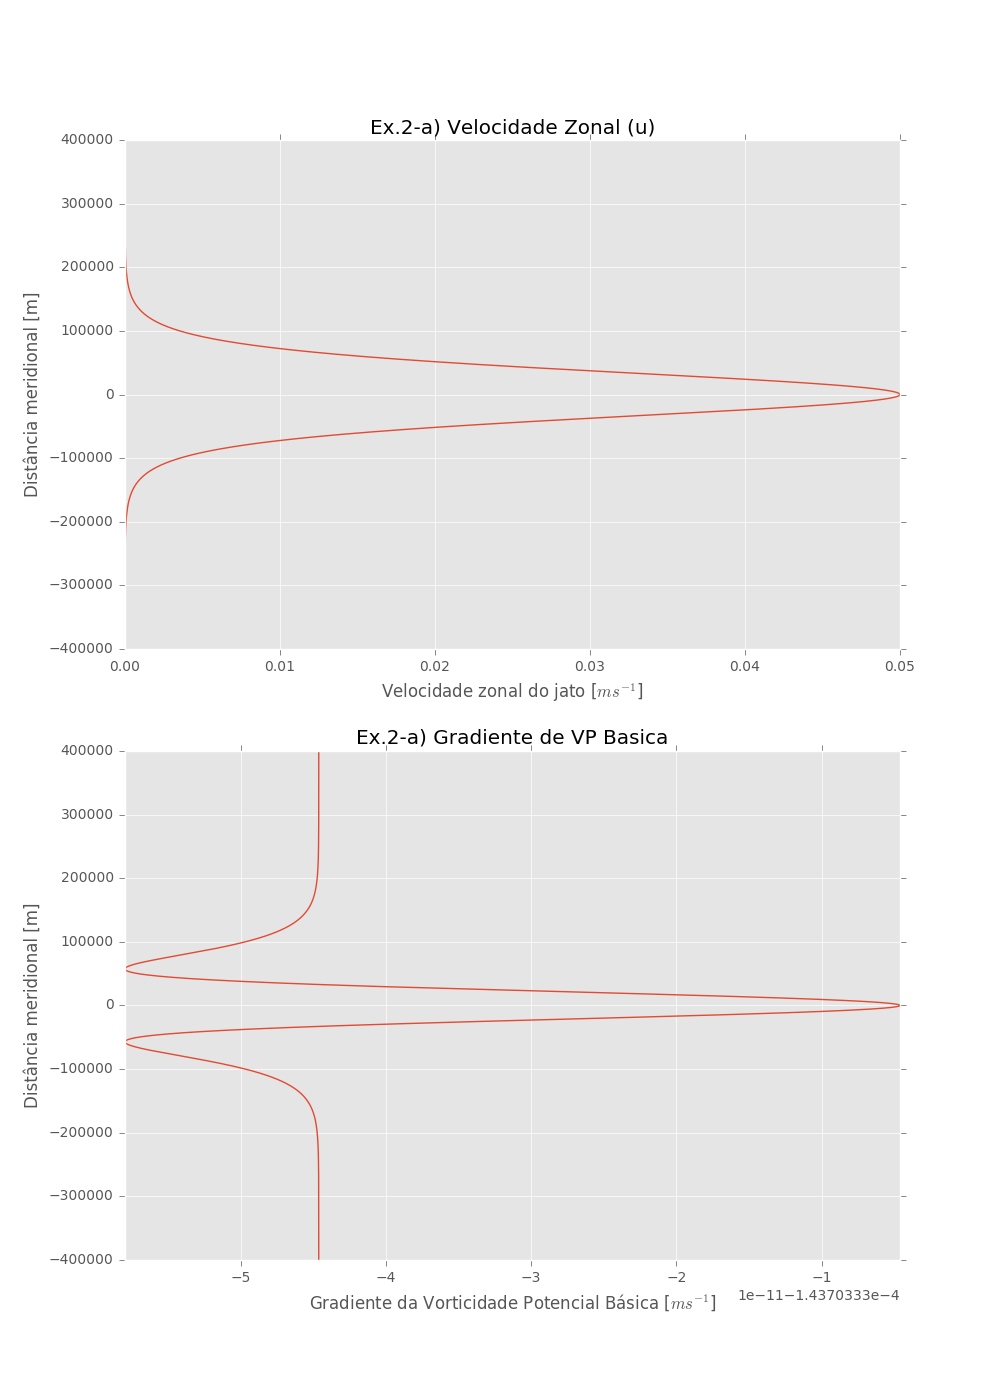 Ex.2-a) Velocidade Zonal (u)
400000
300000
200000
100000
0
−100000
−200000
−300000
−400000
Distância meridional [m]
0.00 0.01 0.02 0.03 0.04 0.05
Velocidade zonal do jato [ms⁻¹]
Ex.2-a) Gradiente de VP Basica
400000
300000
200000
100000
0
−100000
−200000
−300000
−400000
Distância meridional [m]
−5 −4 −3 −2 −1
1e−11−1.4370333e−4
Gradiente da Vorticidade Potencial Básica [ms⁻¹]